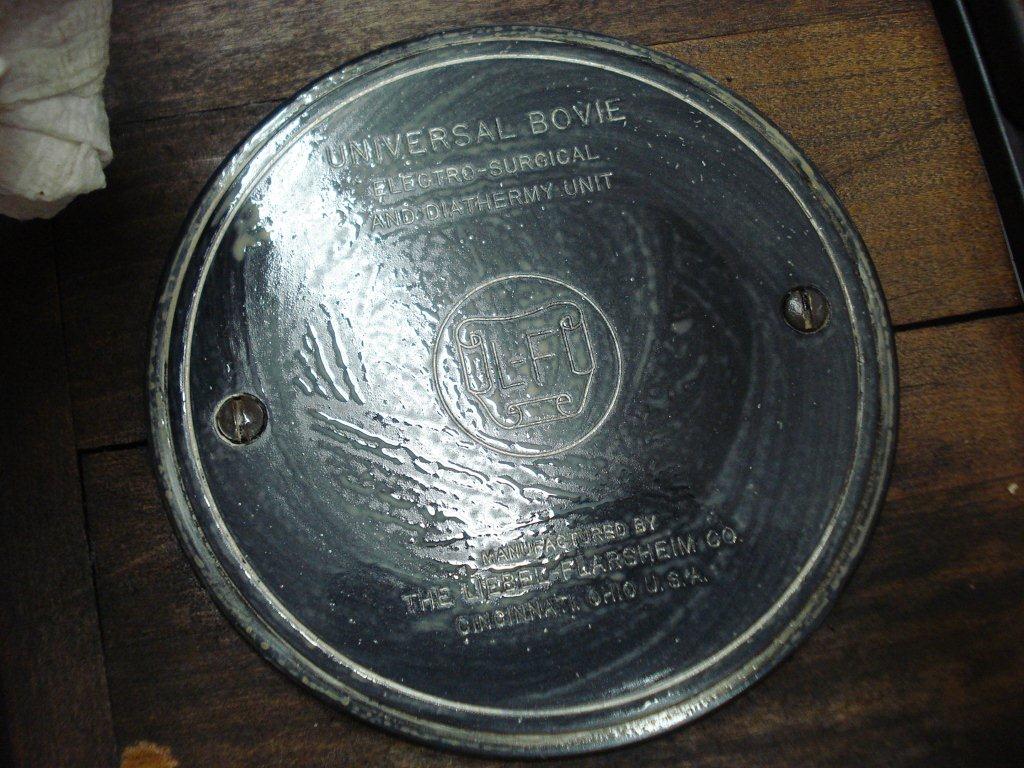 UNIVERSAL BOVIE
ELECTRO-SURGICAL
AND DIATHERMY UNIT
L-F
MANUFACTURED BY
THE LIEBEL-FLARSHEIM CO.
CINCINNATI, OHIO U.S.A.